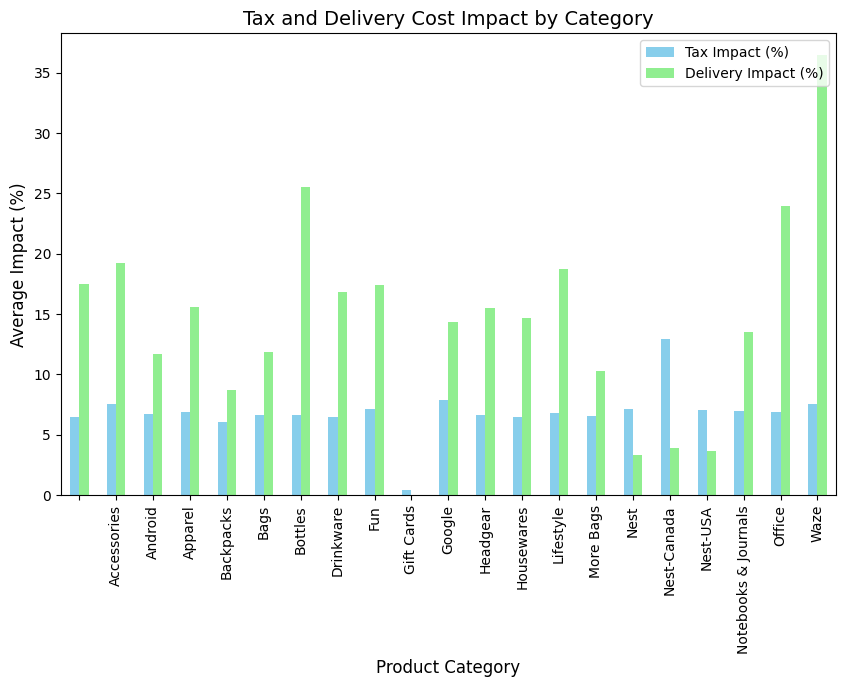 Tax and Delivery Cost Impact by Category
Tax Impact (%)
Delivery Impact (%)
Average Impact (%)
35
30
25
20
15
10
5
0
Accessories
Android
Apparel
Backpacks
Bags
Bottles
Drinkware
Fun
Gift Cards
Google
Headgear
Housewares
Lifestyle
More Bags
Nest
Nest-Canada
Nest-USA
Notebooks & Journals
Office
Waze
Product Category